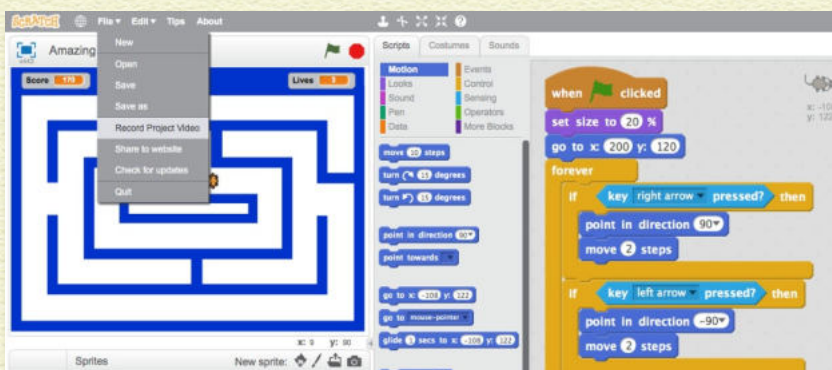 SCRATCH File Edit Tips About
New
Open
Save
Save as
Record Project Video
Share to website
Check for updates
Quit
Amazing
Score 170
Lives
x: 9 y: 90
Sprites New sprite:
Scripts Costumes Sounds
Motion Events
Looks Control
Sound Sensing
Pen Operators
Data More Blocks
move 10 steps
turn 15 degrees
turn 15 degrees
point in direction 90
point towards
go to x: -108 y: 122
go to mouse-pointer
glide 1 secs to x: -108 y: 122
when clicked
set size to 20 %
go to x: 200 y: 120
forever
if key right arrow pressed? then
point in direction 90
move 2 steps
if key left arrow pressed? then
point in direction -90
move 2 steps